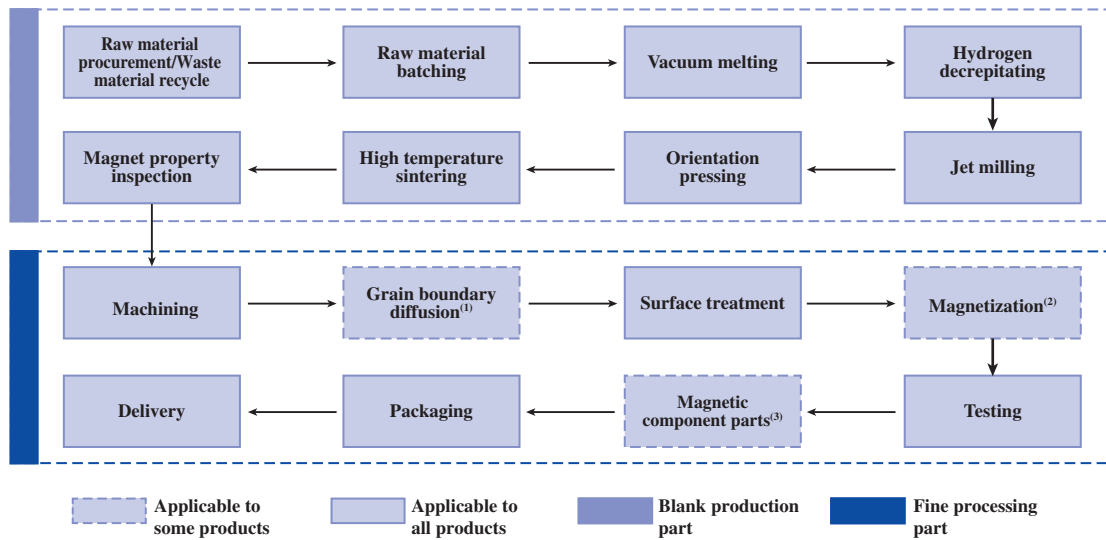 Raw material
procurement/Waste
material recycle
Raw material
batching
Vacuum melting
Hydrogen
decrepitating
Magnet property
inspection
High temperature
sintering
Orientation
pressing
Jet milling
Machining
Grain boundary
diffusion(1)
Surface treatment
Magnetization(2)
Delivery
Packaging
Magnetic
component parts(3)
Testing
Applicable to
some products
Applicable to
all products
Blank production
part
Fine processing
part